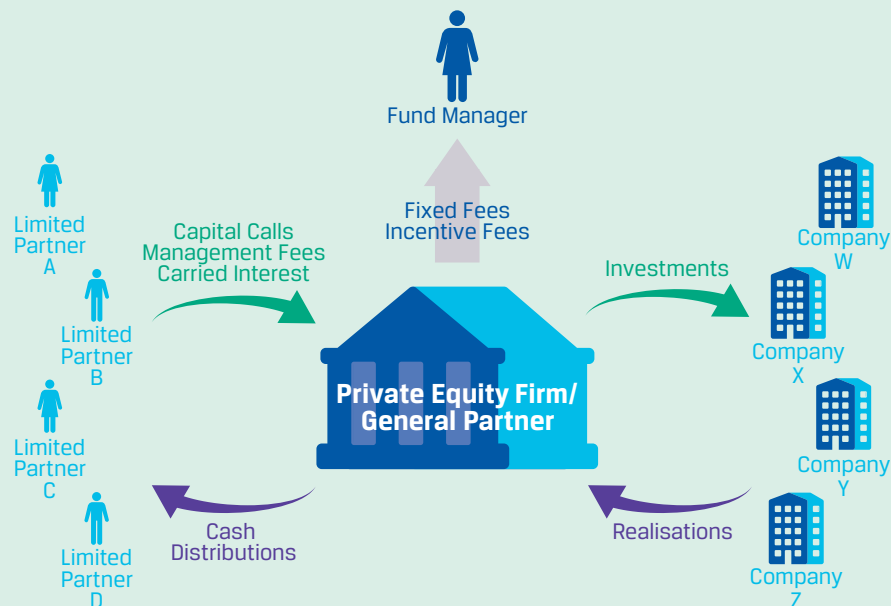 Fund Manager
Fixed Fees
Incentive Fees
Limited
Partner
A
Limited
Partner
B
Limited
Partner
C
Limited
Partner
D
Capital Calls
Management Fees
Carried Interest
Private Equity Firm/
General Partner
Cash
Distributions
Investments
Realisations
Company
W
Company
X
Company
Y
Company
Z